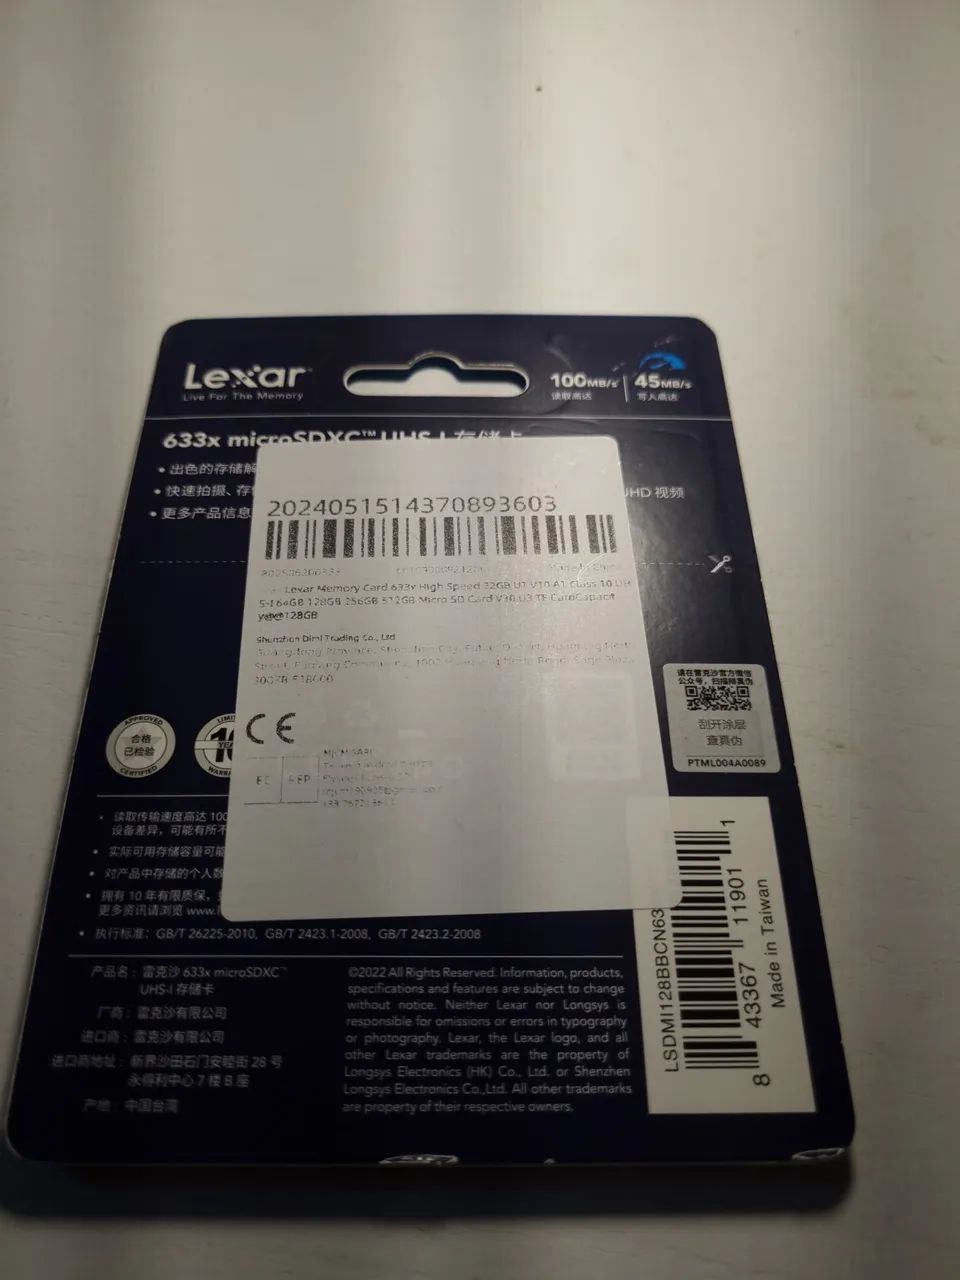 Lexar
Live For The Memory
100MB/s
读取高达
45MB/s
写入高达
633x microSDXC™ UHS-I 存储卡
• 出色的存储解
• 快速拍摄、存
UHD 视频
• 更多产品信息
2024051514370893603
Lexar Memory Card 633x High Speed 32GB U1 V10 A1 Class 10 UH
S-I 64GB 128GB 256GB 512GB Micro SD Card V30 U3 TF CardCapacit
128GB
Shenzhen Dimi Trading Co., Ltd
CE
EC REP
APPROVED
合格
已检验
CERTIFIED
请在雷克沙官方微信
公众号，扫描辨真伪
刮开涂层
查真伪
PTML004A0089
• 读取传输速度高达 100
设备差异，可能有所不
• 实际可用存储容量可能
• 对产品中存储的个人数
• 拥有 10 年有限质保，
更多资讯请浏览 www.
• 执行标准：GB/T 26225-2010, GB/T 2423.1-2008, GB/T 2423.2-2008
产品名：雷克沙 633x microSDXC™
UHS-I 存储卡
厂商：雷克沙有限公司
进口商：雷克沙有限公司
进口商地址：新界沙田石门安睦街 28 号
永得利中心 7 楼 B 座
产地：中国台湾
©2022 All Rights Reserved. Information, products,
specifications and features are subject to change
without notice. Neither Lexar nor Longsys is
responsible for omissions or errors in typography
or photography. Lexar, the Lexar logo, and all
other Lexar trademarks are the property of
Longsys Electronics (HK) Co., Ltd. or Shenzhen
Longsys Electronics Co.,Ltd. All other trademarks
are property of their respective owners.
LSDMI128BBCN63
8 43367 11901 1
Made in Taiwan